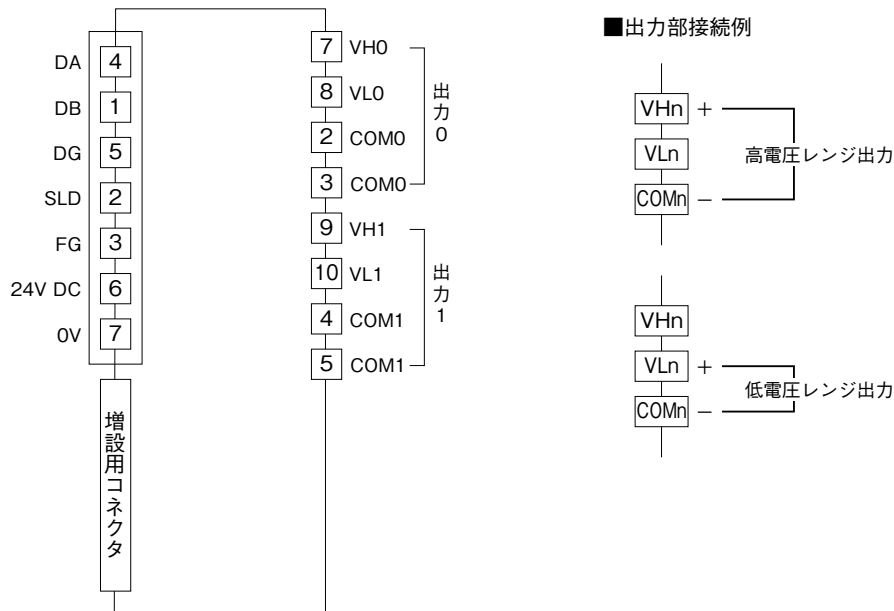 DA 4
DB 1
DG 5
SLD 2
FG 3
24V DC 6
0V 7
増設用コネクタ
7 VH0
8 VL0
2 COM0
3 COM0
出力0
9 VH1
10 VL1
4 COM1
5 COM1
出力1
■出力部接続例
VHn +
VLn
COMn −
高電圧レンジ出力
VHn
VLn +
COMn −
低電圧レンジ出力